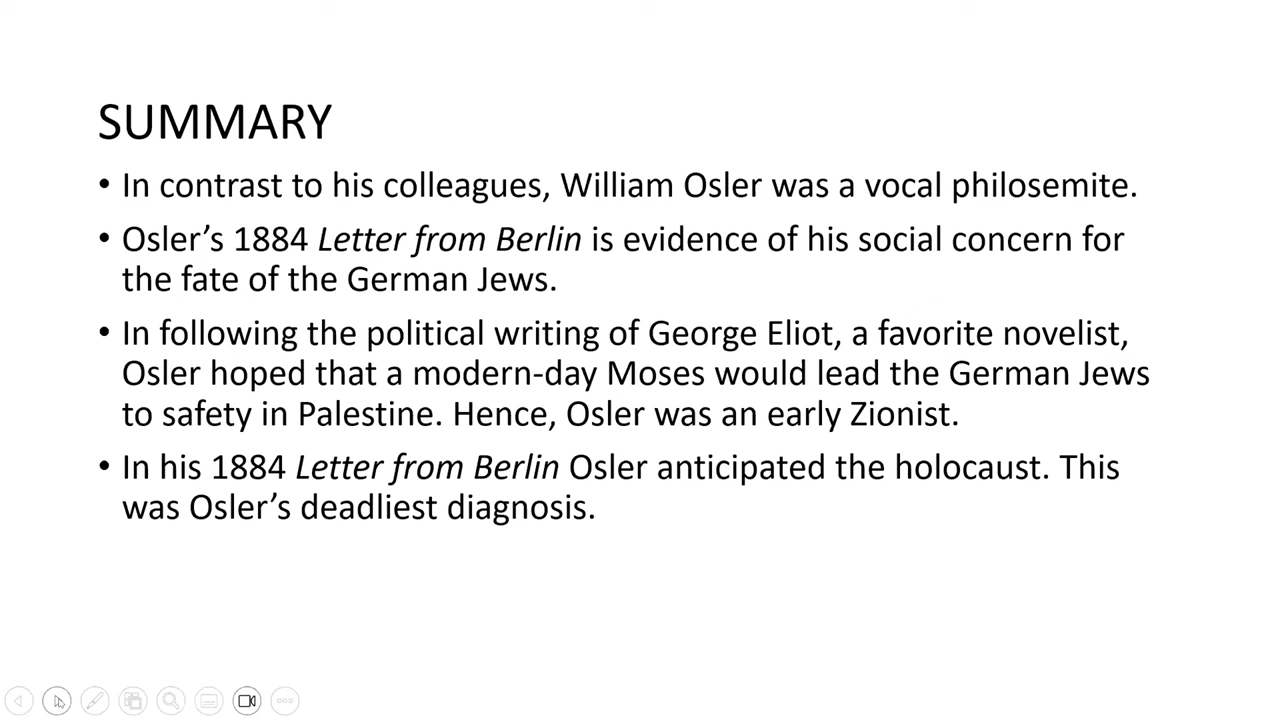 SUMMARY
• In contrast to his colleagues, William Osler was a vocal philosemite.
• Osler’s 1884 Letter from Berlin is evidence of his social concern for
the fate of the German Jews.
• In following the political writing of George Eliot, a favorite novelist,
Osler hoped that a modern-day Moses would lead the German Jews
to safety in Palestine. Hence, Osler was an early Zionist.
• In his 1884 Letter from Berlin Osler anticipated the holocaust. This
was Osler’s deadliest diagnosis.